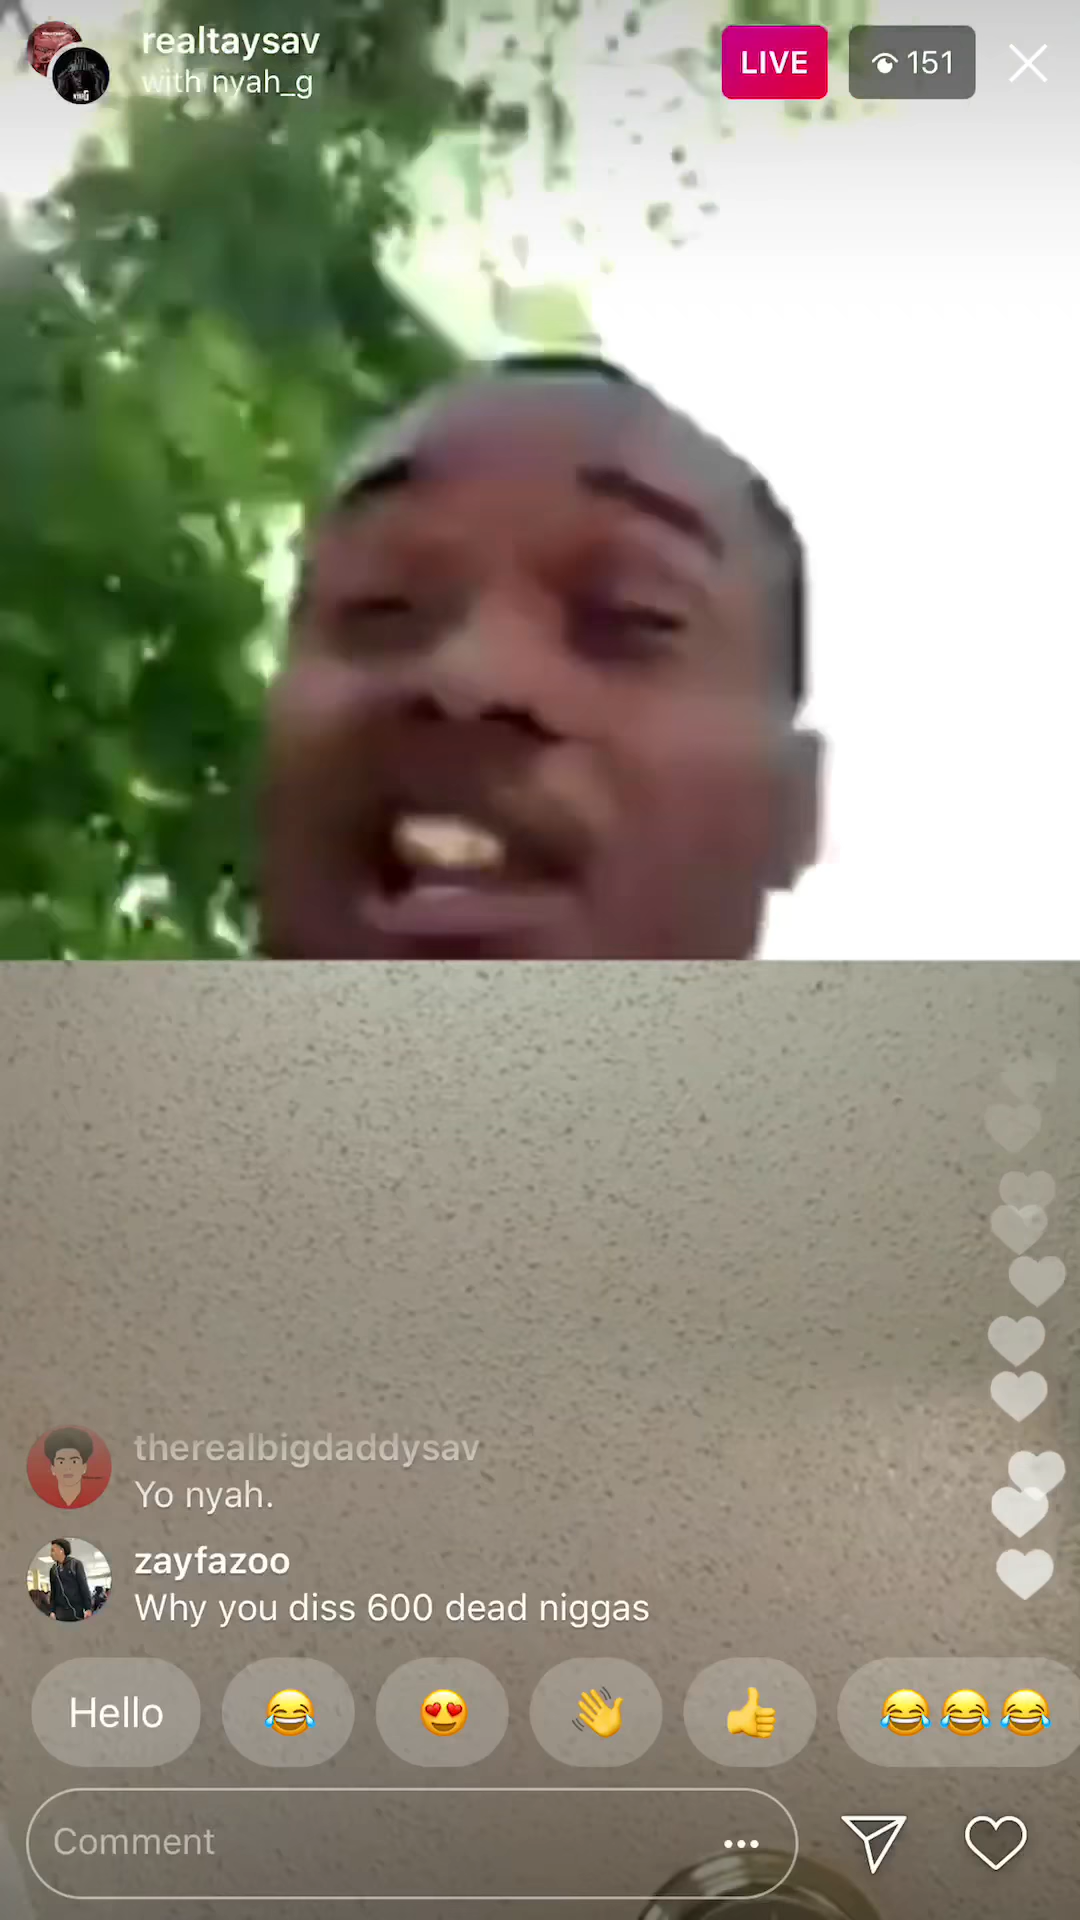 realtaysav
with nyah_g
LIVE
151
therealbigdaddysav
Yo nyah.
zayfazoo
Why you diss 600 dead niggas
Hello
Comment